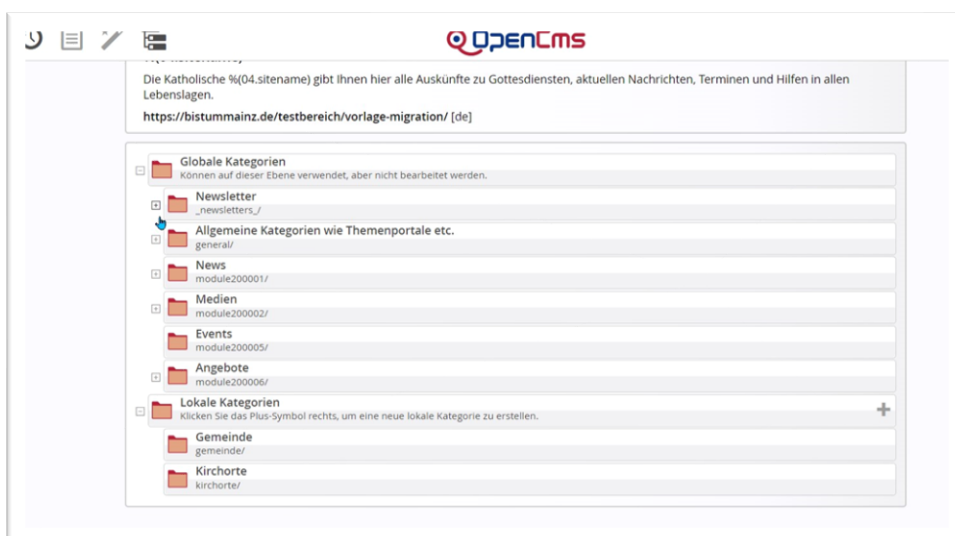 OpenCms
Die Katholische %(04.sitename) gibt Ihnen hier alle Auskünfte zu Gottesdiensten, aktuellen Nachrichten, Terminen und Hilfen in allen
Lebenslagen.
https://bistummainz.de/testbereich/vorlage-migration/ [de]
Globale Kategorien
Können auf dieser Ebene verwendet, aber nicht bearbeitet werden.
Newsletter
_newsletters_/
Allgemeine Kategorien wie Themenportale etc.
general/
News
module200001/
Medien
module200002/
Events
module200005/
Angebote
module200006/
Lokale Kategorien
Klicken Sie das Plus-Symbol rechts, um eine neue lokale Kategorie zu erstellen.
Gemeinde
gemeinde/
Kirchorte
kirchorte/